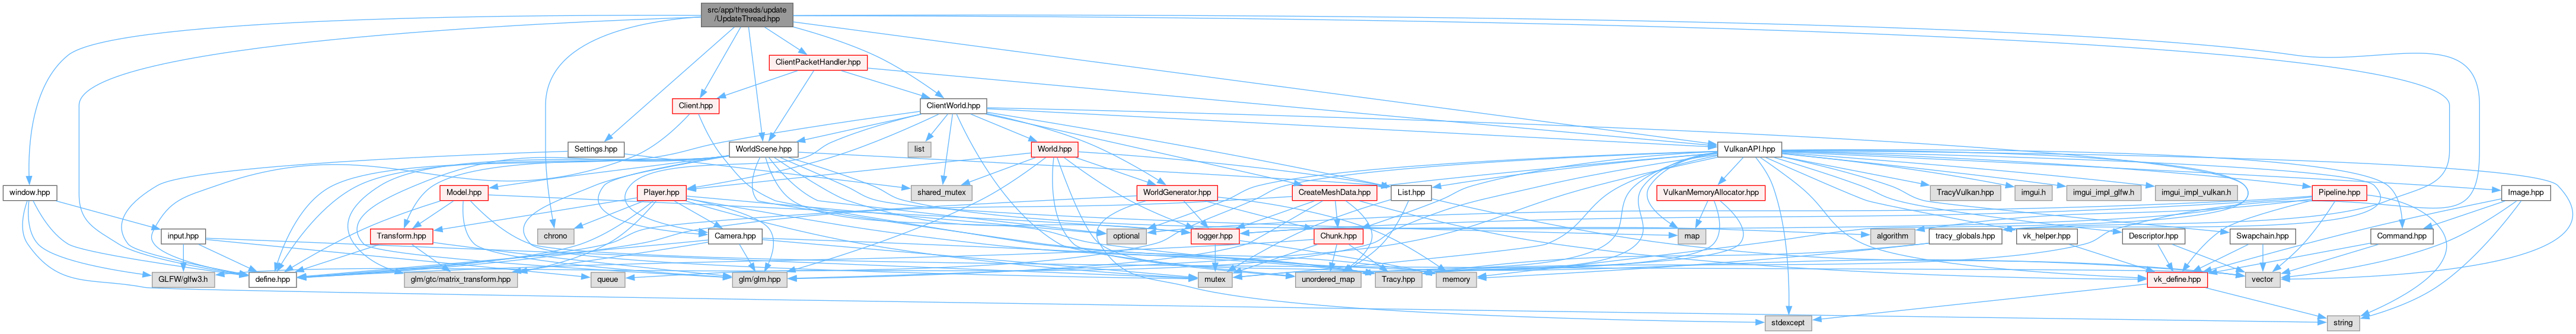 src/app/threads/update
/UpdateThread.hpp
ClientPacketHandler.hpp
Client.hpp
ClientWorld.hpp
Settings.hpp
list
WorldScene.hpp
World.hpp
VulkanAPI.hpp
window.hpp
Model.hpp
Player.hpp
shared_mutex
WorldGenerator.hpp
CreateMeshData.hpp
List.hpp
VulkanMemoryAllocator.hpp
TracyVulkan.hpp
imgui.h
imgui_impl_glfw.h
imgui_impl_vulkan.h
Pipeline.hpp
Image.hpp
input.hpp
Transform.hpp
chrono
Camera.hpp
optional
logger.hpp
Chunk.hpp
map
algorithm
tracy_globals.hpp
vk_helper.hpp
Descriptor.hpp
Swapchain.hpp
Command.hpp
GLFW/glfw3.h
define.hpp
glm/gtc/matrix_transform.hpp
queue
glm/glm.hpp
mutex
unordered_map
Tracy.hpp
memory
vk_define.hpp
vector
stdexcept
string